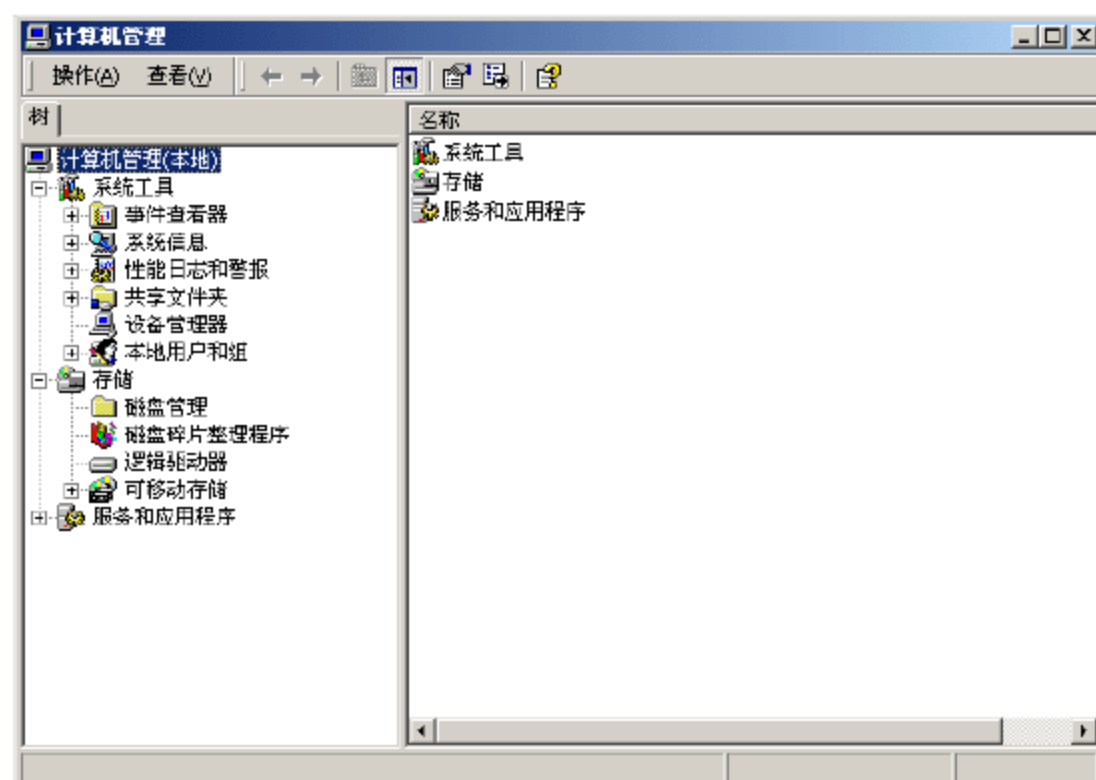 计算机管理
操作(A) 查看(V)
树
名称
计算机管理(本地)
系统工具
事件查看器
系统信息
性能日志和警报
共享文件夹
设备管理器
本地用户和组
存储
磁盘管理
磁盘碎片整理程序
逻辑驱动器
可移动存储
服务和应用程序
系统工具
存储
服务和应用程序